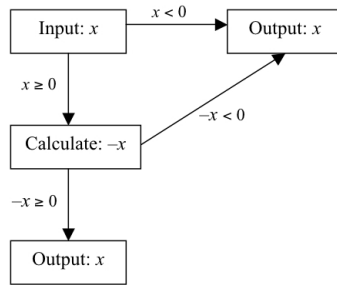 Input: x
x < 0
Output: x
x ≥ 0
Calculate: –x
–x < 0
–x ≥ 0
Output: x